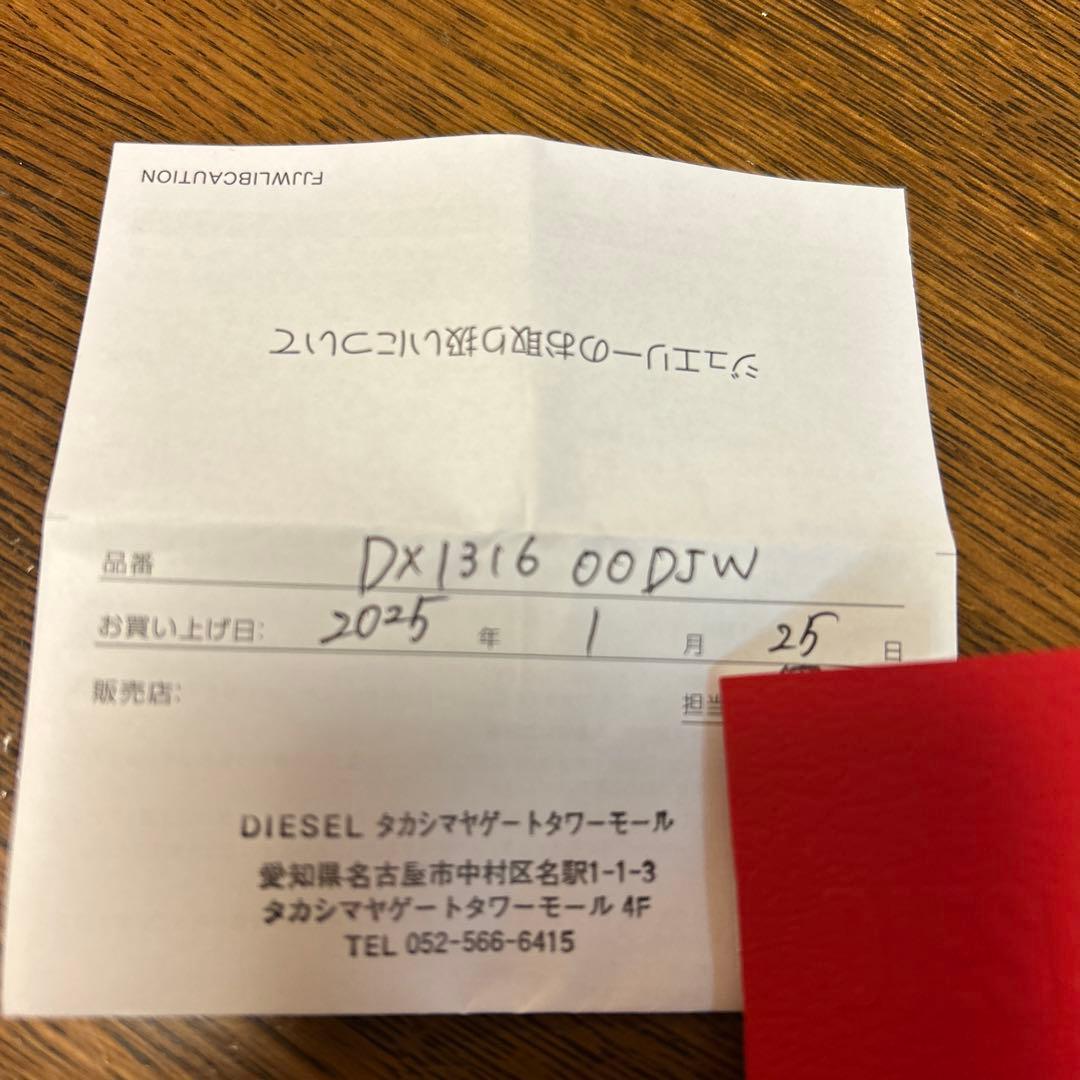 FJJWLIBCAUTION
ジュエリーのお取り扱いについて
品番 DX1316 00DJW
お買い上げ日: 2025 年 1 月 25 日
販売店: 担当
DIESEL タカシマヤゲートタワーモール
愛知県名古屋市中村区名駅1-1-3
タカシマヤゲートタワーモール 4F
TEL 052-566-6415